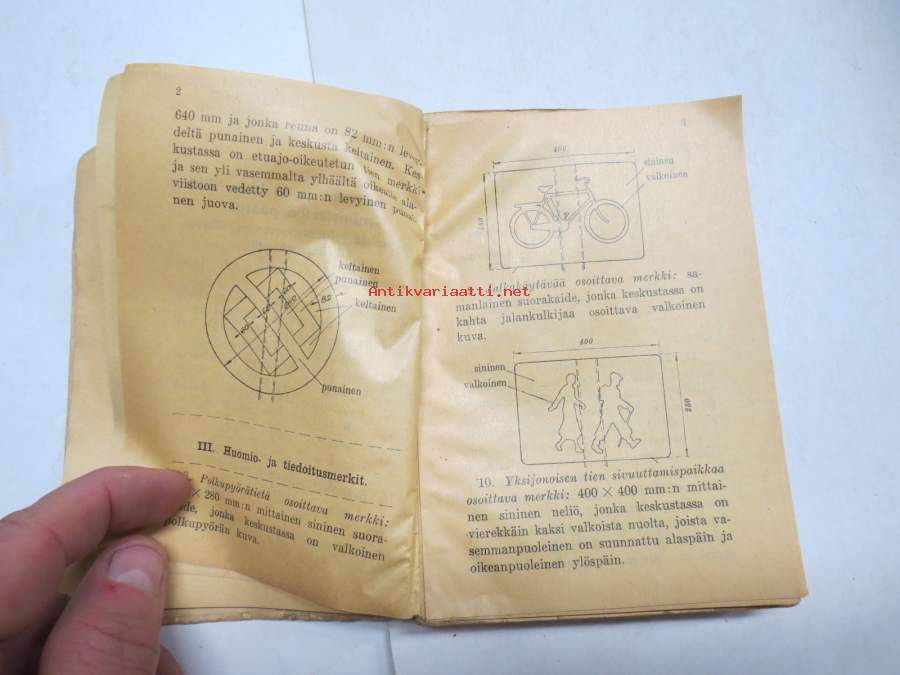 2
640 mm ja jonka renna on 82 mm:n levey-
deltä punainen ja keskusta keltainen. Kes-
kustassa on etuajo-oikeutetun tien merkki
ja sen yli vasemmalta ylhäältä oikealle ala-
viistoon vedetty 60 mm:n levyinen punai-
nen juova.
keltainen
punainen
82
keltainen
punainen
III. Huomio- ja tiedoitusmerkit.
Polkupyörätietä osoittava merkki:
× 280 mm:n mittainen sininen suora-
de, jonka keskustassa on valkoinen
polkupyörän kuva.
400
sininen
valkoinen
osoittava merkki: sa-
manlainen suorakaide, jonka keskustassa on
kahta jalankulkijaa osoittava valkoinen
kuva.
400
sininen
valkoinen
280
10. Yksijonoisen tien sivuuttamispaikkaa
osoittava merkki: 400 × 400 mm:n mittai-
nen sininen neliö, jonka keskustassa on
vierekkäin kaksi valkoista nuolta, joista va-
semmanpuoleinen on suunnattu alaspäin ja
oikeanpuoleinen ylöspäin.
Antikvariaatti.net